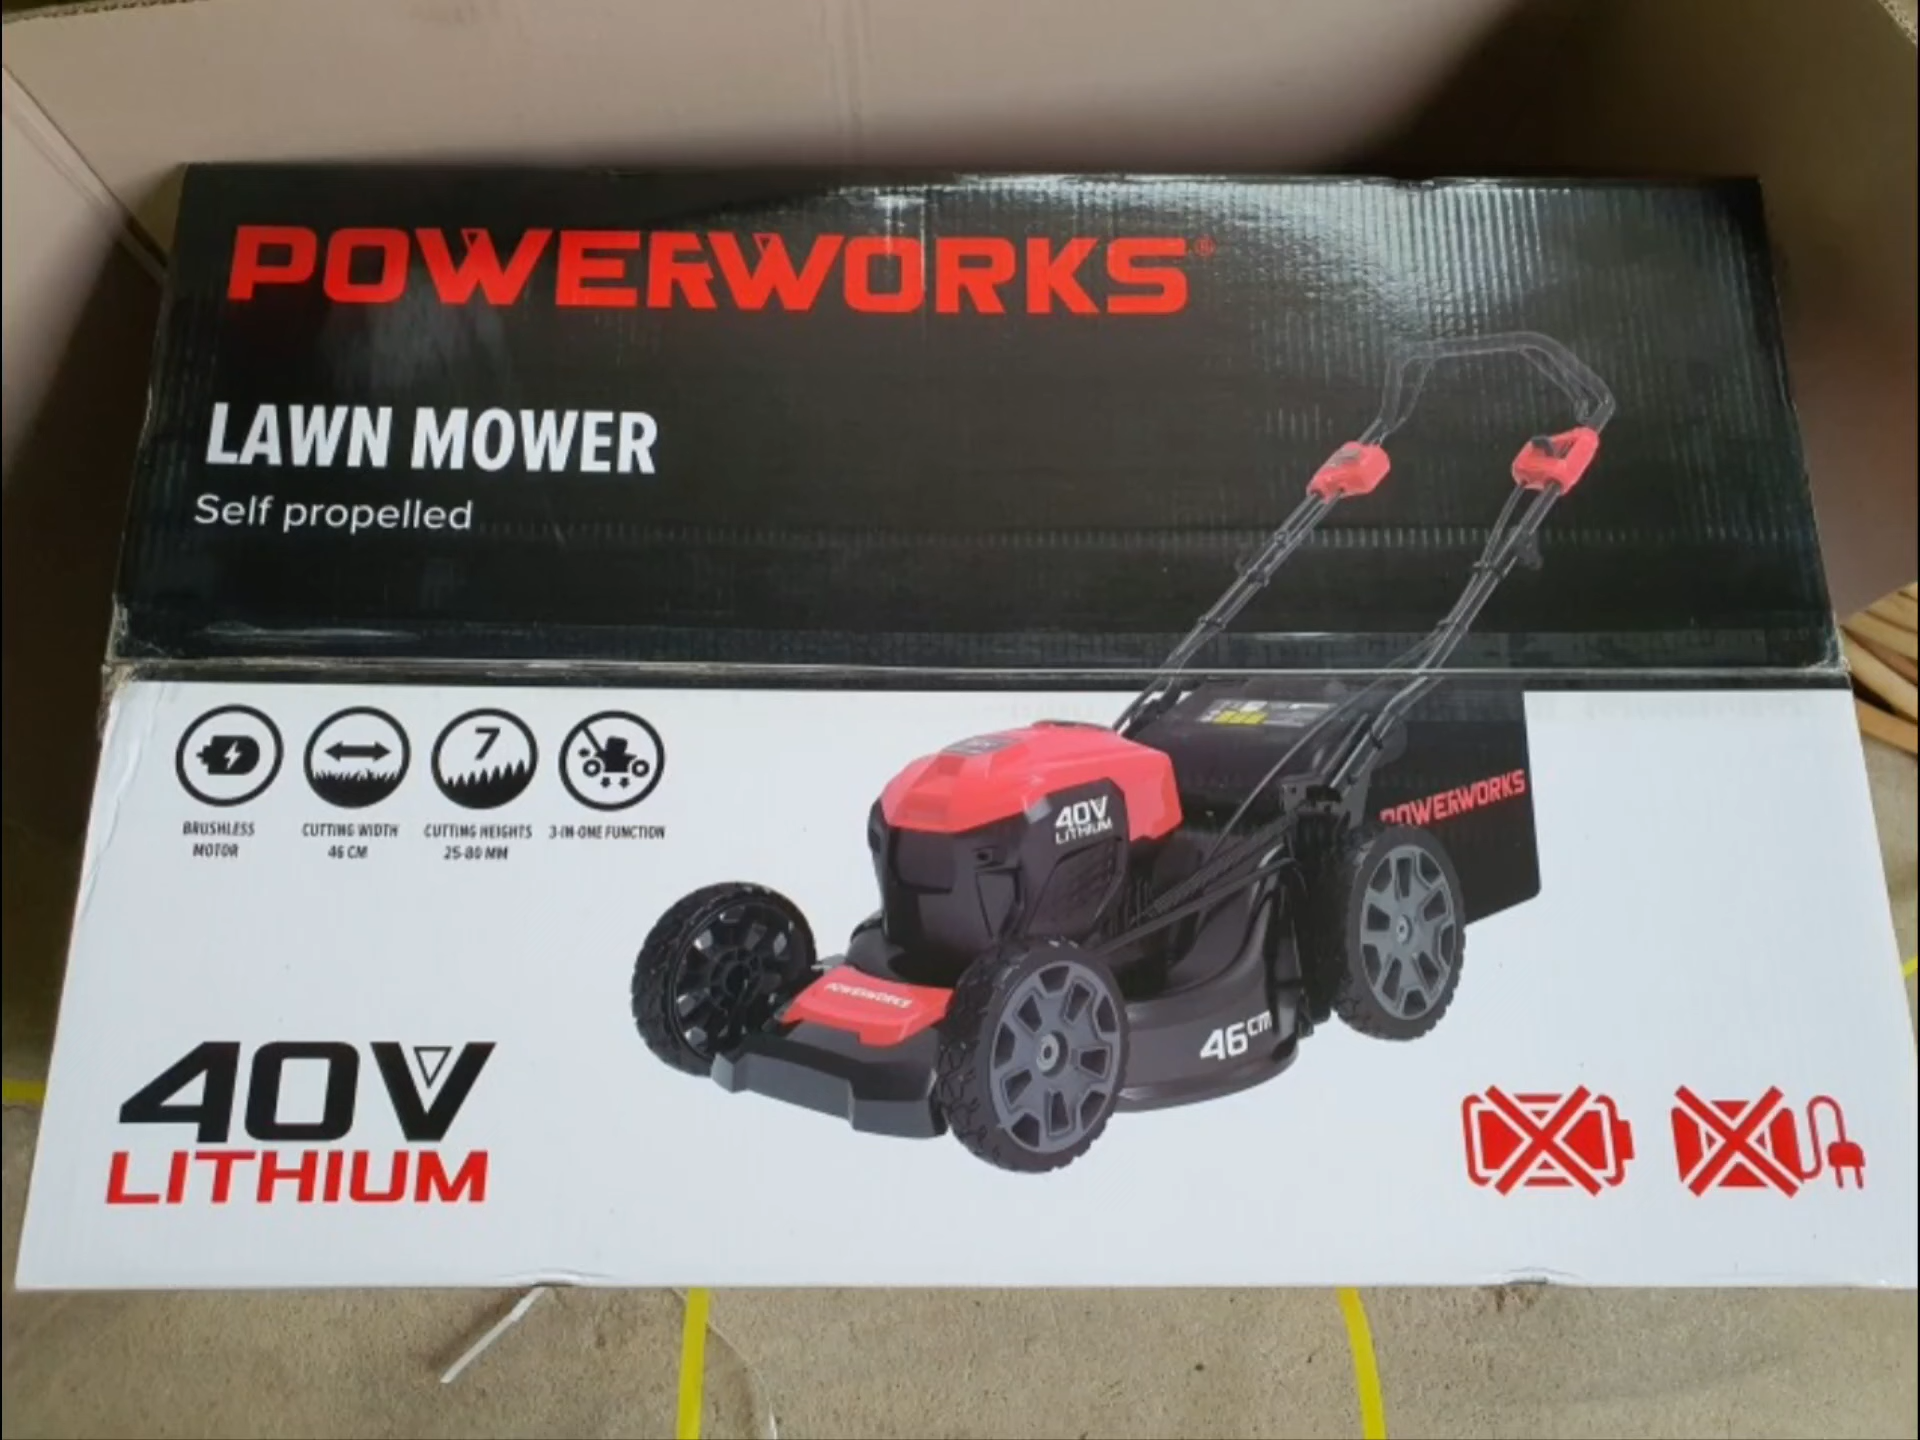 POWERWORKS®
LAWN MOWER
Self propelled
7
BRUSHLESS
MOTOR
CUTTING WIDTH
46 CM
CUTTING HEIGHTS
25-80 MM
3-IN-ONE FUNCTION
40V
LITHIUM
POWERWORKS
POWERWORKS
46cm
40V
LITHIUM